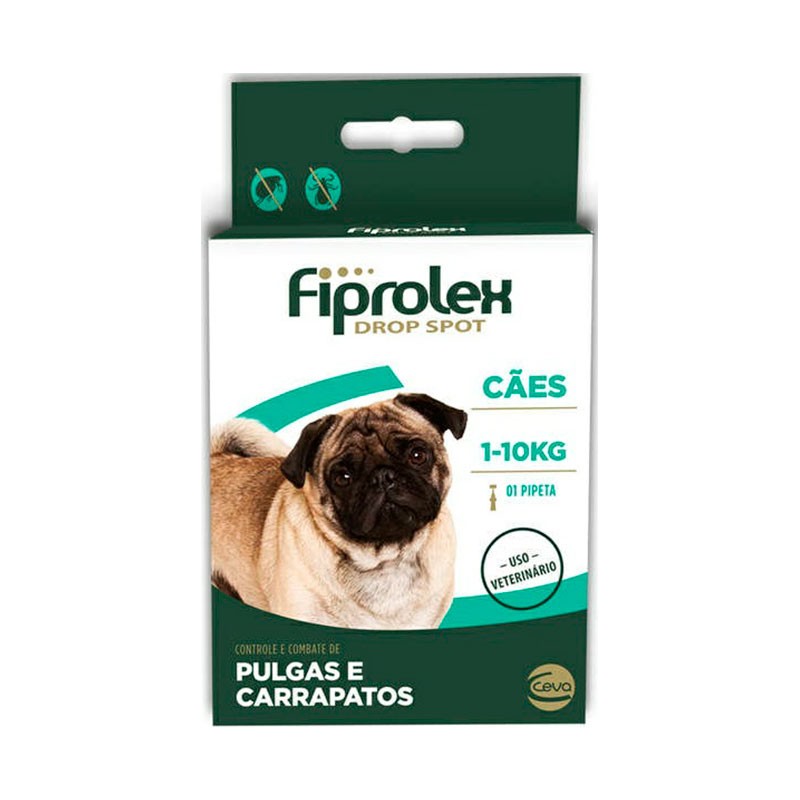 Fiprolex
Fiprolex
DROP SPOT
CÃES
1-10KG
01 PIPETA
USO
VETERINÁRIO
CONTROLE E COMBATE DE
PULGAS E
CARRAPATOS
Ceva